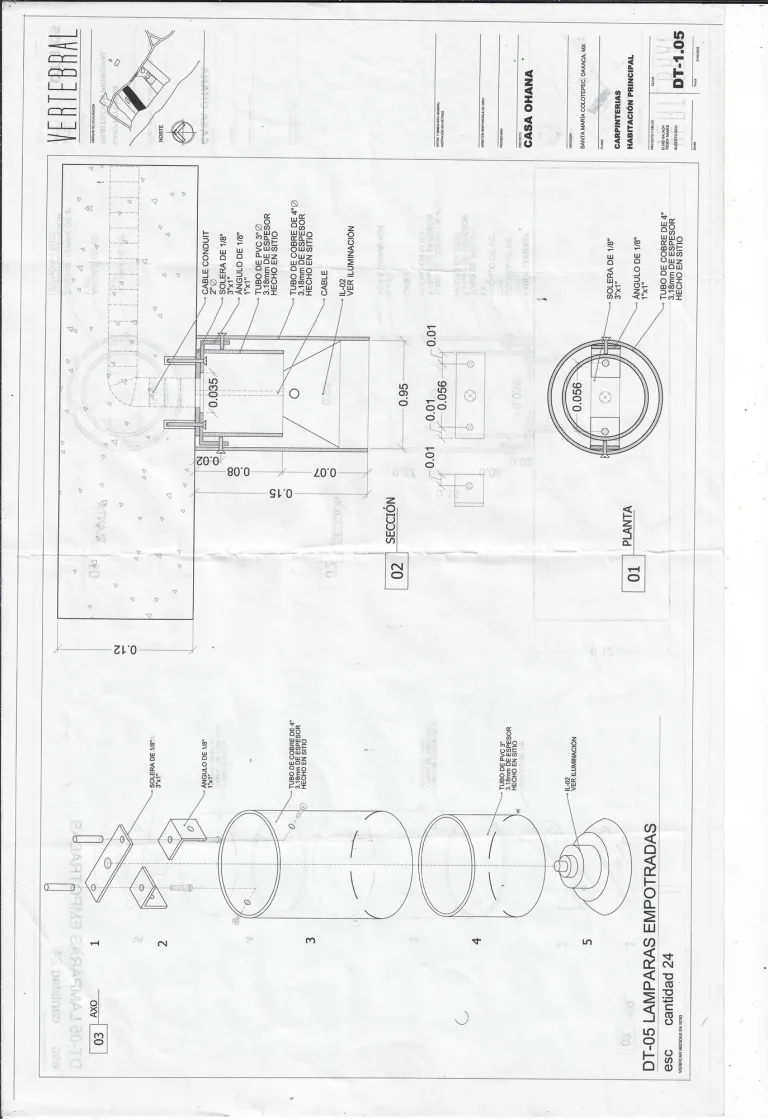 VERTEBRAL
NORTE
CASA OHANA
SANTA MARÍA COLOTEPEC, OAXACA, MX
CARPINTERIAS
HABITACIÓN PRINCIPAL
DT-1.05
CABLE CONDUIT
2"∅
SOLERA DE 1/8"
3"x1"
ÁNGULO DE 1/8"
1"x1"
TUBO DE PVC 3"∅
3.18mm DE ESPESOR
HECHO EN SITIO
TUBO DE COBRE DE 4"∅
3.18mm DE ESPESOR
HECHO EN SITIO
CABLE
IL-02
VER ILUMINACIÓN
0.035
0.02
0.08
0.07
0.15
0.12
0.95
0.01
0.01
0.056
0.01
02
SECCIÓN
SOLERA DE 1/8"
3"x1"
ÁNGULO DE 1/8"
1"x1"
TUBO DE COBRE DE 4"
3.18mm DE ESPESOR
HECHO EN SITIO
0.056
01
PLANTA
SOLERA DE 1/8"
3"x1"
ÁNGULO DE 1/8"
1"x1"
TUBO DE COBRE DE 4"
3.18mm DE ESPESOR
HECHO EN SITIO
TUBO DE PVC 3"
3.18mm DE ESPESOR
HECHO EN SITIO
IL-02
VER ILUMINACIÓN
1
2
3
4
5
03
AXO
DT-05 LAMPARAS EMPOTRADAS
esc cantidad 24
VERIFICAR MEDIDAS EN SITIO